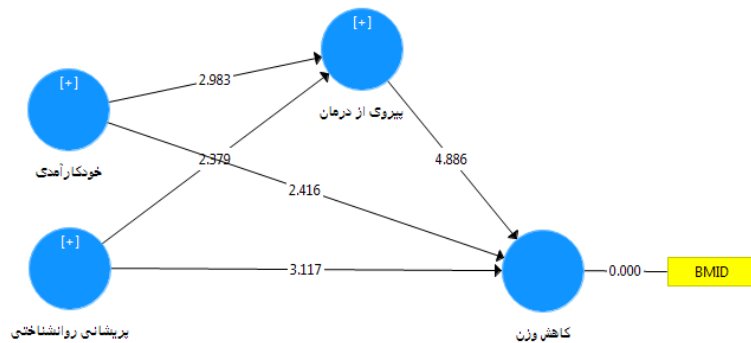 [+]
[+]
2.983
پیروی از درمان
خودکارآمدی
2.379
4.886
2.416
[+]
3.117
0.000
BMID
پریشانی روانشناختی
کاهش وزن